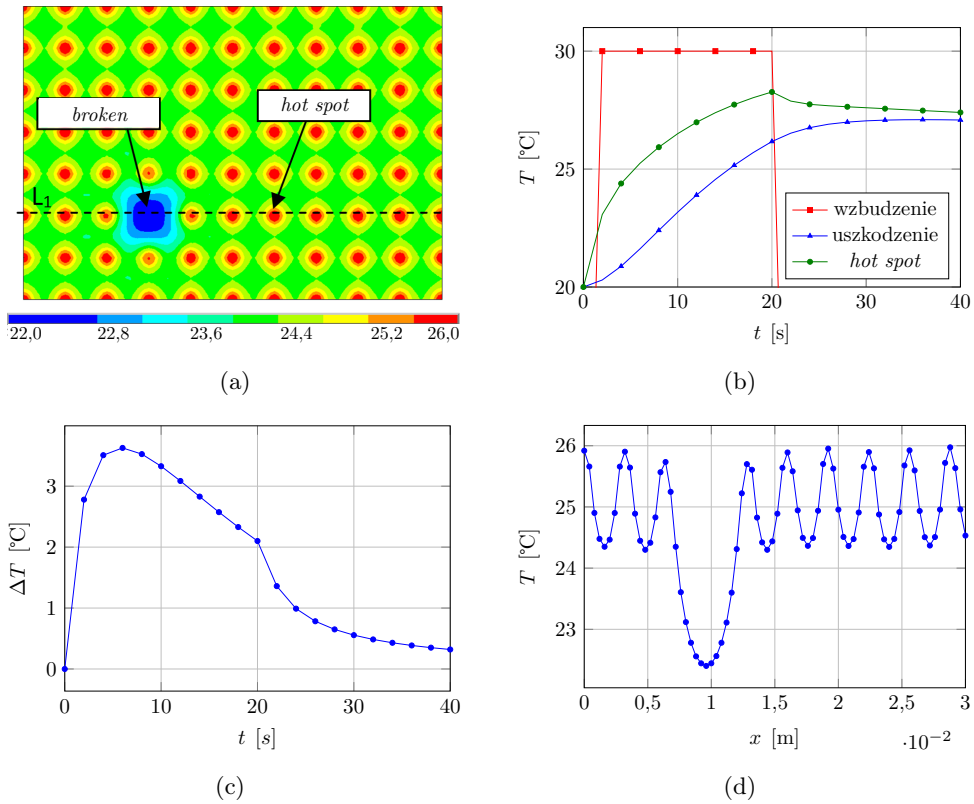 broken
hot spot
L1
22,0 22,8 23,6 24,4 25,2 26,0
(a)
30
25
20
T [°C]
0 10 20 30 40
t [s]
wzbudzenie
uszkodzenie
hot spot
(b)
3
2
1
0
ΔT [°C]
0 10 20 30 40
t [s]
(c)
26
25
24
23
T [°C]
0 0,5 1 1,5 2 2,5 3
x [m]
·10−2
(d)